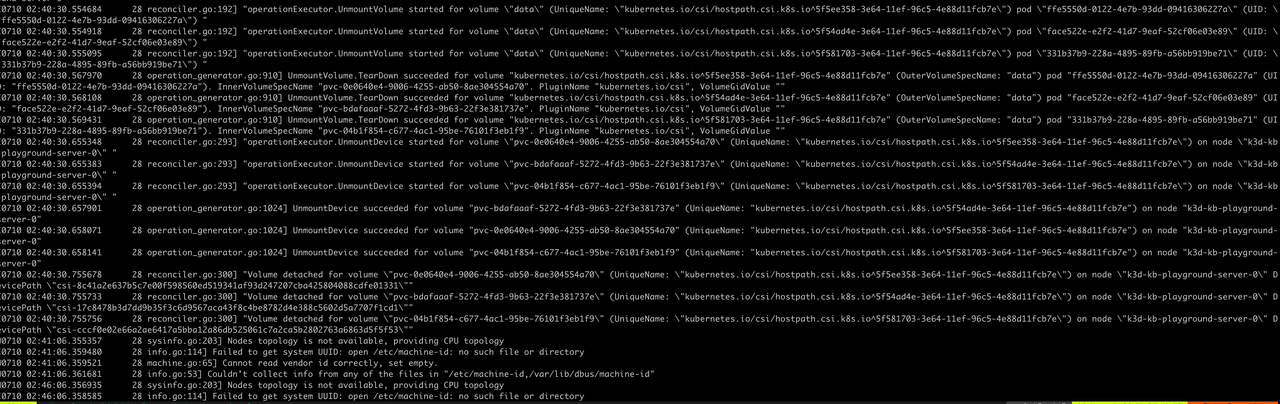 I0710 02:40:30.554684      28 reconciler.go:192] "operationExecutor.UnmountVolume started for volume \"data\" (UniqueName: \"kubernetes.io/csi/hostpath.csi.k8s.io^5f5ee358-3e64-11ef-96c5-4e88d11fcb7e\") pod \"ffe5550d-0122-4e7b-93dd-09416306227a\" (UID: \
"ffe5550d-0122-4e7b-93dd-09416306227a\") "
I0710 02:40:30.554918      28 reconciler.go:192] "operationExecutor.UnmountVolume started for volume \"data\" (UniqueName: \"kubernetes.io/csi/hostpath.csi.k8s.io^5f54ad4e-3e64-11ef-96c5-4e88d11fcb7e\") pod \"face522e-e2f2-41d7-9eaf-52cf06e03e89\" (UID: \
"face522e-e2f2-41d7-9eaf-52cf06e03e89\") "
I0710 02:40:30.555095      28 reconciler.go:192] "operationExecutor.UnmountVolume started for volume \"data\" (UniqueName: \"kubernetes.io/csi/hostpath.csi.k8s.io^5f581703-3e64-11ef-96c5-4e88d11fcb7e\") pod \"331b37b9-228a-4895-89fb-a56bb919be71\" (UID: \
"331b37b9-228a-4895-89fb-a56bb919be71\") "
I0710 02:40:30.567970      28 operation_generator.go:910] UnmountVolume.TearDown succeeded for volume "kubernetes.io/csi/hostpath.csi.k8s.io^5f5ee358-3e64-11ef-96c5-4e88d11fcb7e" (OuterVolumeSpecName: "data") pod "ffe5550d-0122-4e7b-93dd-09416306227a" (UI
D: "ffe5550d-0122-4e7b-93dd-09416306227a"). InnerVolumeSpecName "pvc-0e0640e4-9006-4255-ab50-8ae304554a70". PluginName "kubernetes.io/csi", VolumeGidValue ""
I0710 02:40:30.568108      28 operation_generator.go:910] UnmountVolume.TearDown succeeded for volume "kubernetes.io/csi/hostpath.csi.k8s.io^5f54ad4e-3e64-11ef-96c5-4e88d11fcb7e" (OuterVolumeSpecName: "data") pod "face522e-e2f2-41d7-9eaf-52cf06e03e89" (UI
D: "face522e-e2f2-41d7-9eaf-52cf06e03e89"). InnerVolumeSpecName "pvc-bdafaaaf-5272-4fd3-9b63-22f3e381737e". PluginName "kubernetes.io/csi", VolumeGidValue ""
I0710 02:40:30.569431      28 operation_generator.go:910] UnmountVolume.TearDown succeeded for volume "kubernetes.io/csi/hostpath.csi.k8s.io^5f581703-3e64-11ef-96c5-4e88d11fcb7e" (OuterVolumeSpecName: "data") pod "331b37b9-228a-4895-89fb-a56bb919be71" (UI
D: "331b37b9-228a-4895-89fb-a56bb919be71"). InnerVolumeSpecName "pvc-04b1f854-c677-4ac1-95be-76101f3eb1f9". PluginName "kubernetes.io/csi", VolumeGidValue ""
I0710 02:40:30.655348      28 reconciler.go:293] "operationExecutor.UnmountDevice started for volume \"pvc-0e0640e4-9006-4255-ab50-8ae304554a70\" (UniqueName: \"kubernetes.io/csi/hostpath.csi.k8s.io^5f5ee358-3e64-11ef-96c5-4e88d11fcb7e\") on node \"k3d-kb
-playground-server-0\" "
I0710 02:40:30.655383      28 reconciler.go:293] "operationExecutor.UnmountDevice started for volume \"pvc-bdafaaaf-5272-4fd3-9b63-22f3e381737e\" (UniqueName: \"kubernetes.io/csi/hostpath.csi.k8s.io^5f54ad4e-3e64-11ef-96c5-4e88d11fcb7e\") on node \"k3d-kb
-playground-server-0\" "
I0710 02:40:30.655394      28 reconciler.go:293] "operationExecutor.UnmountDevice started for volume \"pvc-04b1f854-c677-4ac1-95be-76101f3eb1f9\" (UniqueName: \"kubernetes.io/csi/hostpath.csi.k8s.io^5f581703-3e64-11ef-96c5-4e88d11fcb7e\") on node \"k3d-kb
-playground-server-0\" "
I0710 02:40:30.657901      28 operation_generator.go:1024] UnmountDevice succeeded for volume "pvc-bdafaaaf-5272-4fd3-9b63-22f3e381737e" (UniqueName: "kubernetes.io/csi/hostpath.csi.k8s.io^5f54ad4e-3e64-11ef-96c5-4e88d11fcb7e") on node "k3d-kb-playground-
server-0"
I0710 02:40:30.658071      28 operation_generator.go:1024] UnmountDevice succeeded for volume "pvc-0e0640e4-9006-4255-ab50-8ae304554a70" (UniqueName: "kubernetes.io/csi/hostpath.csi.k8s.io^5f5ee358-3e64-11ef-96c5-4e88d11fcb7e") on node "k3d-kb-playground-
server-0"
I0710 02:40:30.658141      28 operation_generator.go:1024] UnmountDevice succeeded for volume "pvc-04b1f854-c677-4ac1-95be-76101f3eb1f9" (UniqueName: "kubernetes.io/csi/hostpath.csi.k8s.io^5f581703-3e64-11ef-96c5-4e88d11fcb7e") on node "k3d-kb-playground-
server-0"
I0710 02:40:30.755678      28 reconciler.go:300] "Volume detached for volume \"pvc-0e0640e4-9006-4255-ab50-8ae304554a70\" (UniqueName: \"kubernetes.io/csi/hostpath.csi.k8s.io^5f5ee358-3e64-11ef-96c5-4e88d11fcb7e\") on node \"k3d-kb-playground-server-0\" D
evicePath \"csi-8c41a2e637b5c7e00f598560ed519341af93d247207cba425804088cdfe01331\""
I0710 02:40:30.755733      28 reconciler.go:300] "Volume detached for volume \"pvc-bdafaaaf-5272-4fd3-9b63-22f3e381737e\" (UniqueName: \"kubernetes.io/csi/hostpath.csi.k8s.io^5f54ad4e-3e64-11ef-96c5-4e88d11fcb7e\") on node \"k3d-kb-playground-server-0\" D
evicePath \"csi-17c8478b3d7dd9b35f3c6d9567aca43f8c4be8782d4e388c5602d5a7707f1cd1\""
I0710 02:40:30.755756      28 reconciler.go:300] "Volume detached for volume \"pvc-04b1f854-c677-4ac1-95be-76101f3eb1f9\" (UniqueName: \"kubernetes.io/csi/hostpath.csi.k8s.io^5f581703-3e64-11ef-96c5-4e88d11fcb7e\") on node \"k3d-kb-playground-server-0\" D
evicePath \"csi-cccf0e02e66a2ae6417a5bba12a86db525061c7a2ca5b2802763a6863d5f5f53\""
W0710 02:41:06.355357      28 sysinfo.go:203] Nodes topology is not available, providing CPU topology
W0710 02:41:06.359480      28 info.go:114] Failed to get system UUID: open /etc/machine-id: no such file or directory
W0710 02:41:06.359521      28 machine.go:65] Cannot read vendor id correctly, set empty.
W0710 02:41:06.361681      28 info.go:53] Couldn't collect info from any of the files in "/etc/machine-id,/var/lib/dbus/machine-id"
W0710 02:46:06.356935      28 sysinfo.go:203] Nodes topology is not available, providing CPU topology
W0710 02:46:06.358585      28 info.go:114] Failed to get system UUID: open /etc/machine-id: no such file or directory